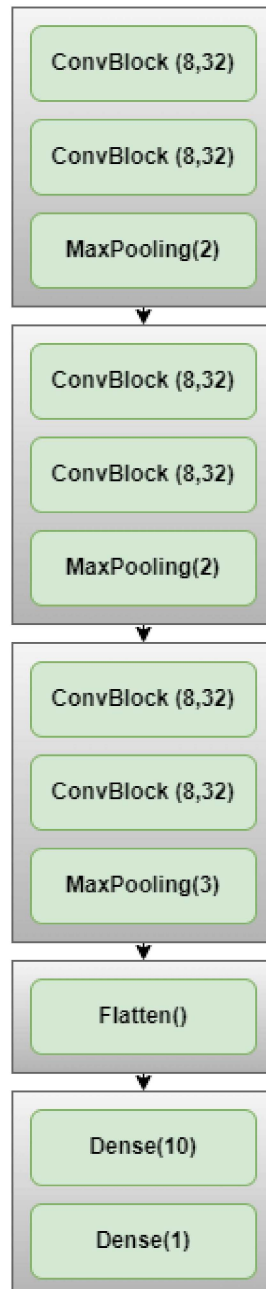 ConvBlock (8,32)
ConvBlock (8,32)
MaxPooling(2)
ConvBlock (8,32)
ConvBlock (8,32)
MaxPooling(2)
ConvBlock (8,32)
ConvBlock (8,32)
MaxPooling(3)
Flatten()
Dense(10)
Dense(1)